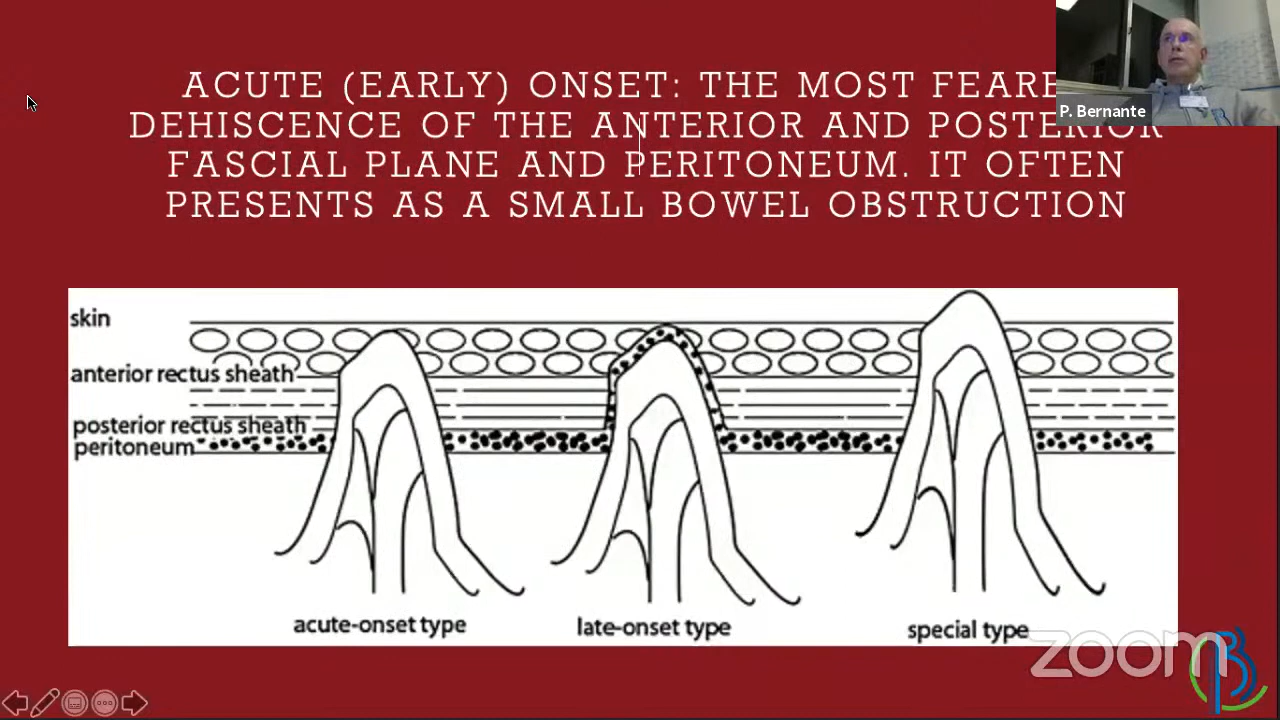 ACUTE (EARLY) ONSET: THE MOST FEARE
DEHISCENCE OF THE ANTERIOR AND POSTERIOR
FASCIAL PLANE AND PERITONEUM. IT OFTEN
PRESENTS AS A SMALL BOWEL OBSTRUCTION
P. Bernante
skin
anterior rectus sheath
posterior rectus sheath
peritoneum
acute-onset type
late-onset type
special type
zoom